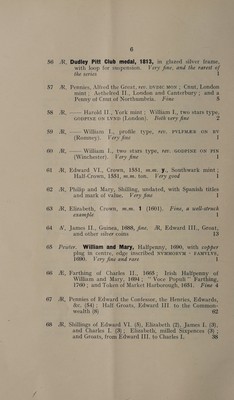 6
56 Æ Dudley Pitt Club medal, 1813, in glazed silver frame,
with loop for suspension. Very fine, and the rarest of
the series 1
57 Æ. Pennies, Alfred the Great, rev. DVDIG MON ; Cnut, London
mint ; Aethelred II., London and Canterbury ; and a
Penny of Cnut of Northumbria. Fine 5
58 Æ. —— Harold II., York mint ; William I., two stars type,
GODPINE ON LVND (London). Both very fine 2
59 Æ. —— William I., profile type, rev. PVLFMÆR ON RV
(Romney). Very fine 1
60 Æ. —— William I., two stars type, rev. GODPINE ON PIN
(Winchester). Very fine 1
61 Æ. Edward VI., Crown, 1551, m.m. y., Southwark mint ;
Half-Crown, 1551, m.m. ton. Very good 2
62 Æ. Philip and Mary, Shilling, undated, with Spanish titles
and mark of value. Very fine 1
63 Æ. Elizabeth, Crown, m.m. 1 (1601). Fine, a well-struck
example 1
64 N. James II., Guinea, 1688, fine. Æ. Edward III., Groat,
and other silver coins 13
65 Pewter. William and Mary, Halfpenny, 1690, with copper
plug in centre, edge inscribed NVMMORVM · FAMVLVS,
1690. Very fine and rare 1
66 Æ. Farthing of Charles II., 1668 ; Irish Halfpenny of
William and Mary, 1694 ; " Voce Populi " Farthing,
1760 ; and Token of Market Harborough, 1651. Fine 4
67 Æ. Pennies of Edward the Confessor, the Henries, Edwards,
&c. (54) ; Half Groats, Edward III to the Common-
wealth (8) 62
68 Æ. Shillings of Edward VI. (3), Elizabeth (2), James I. (3),
and Charles I. (3) ; Elizabeth, milled Sixpences (3) ;
and Groats, from Edward III. to Charles I. 38